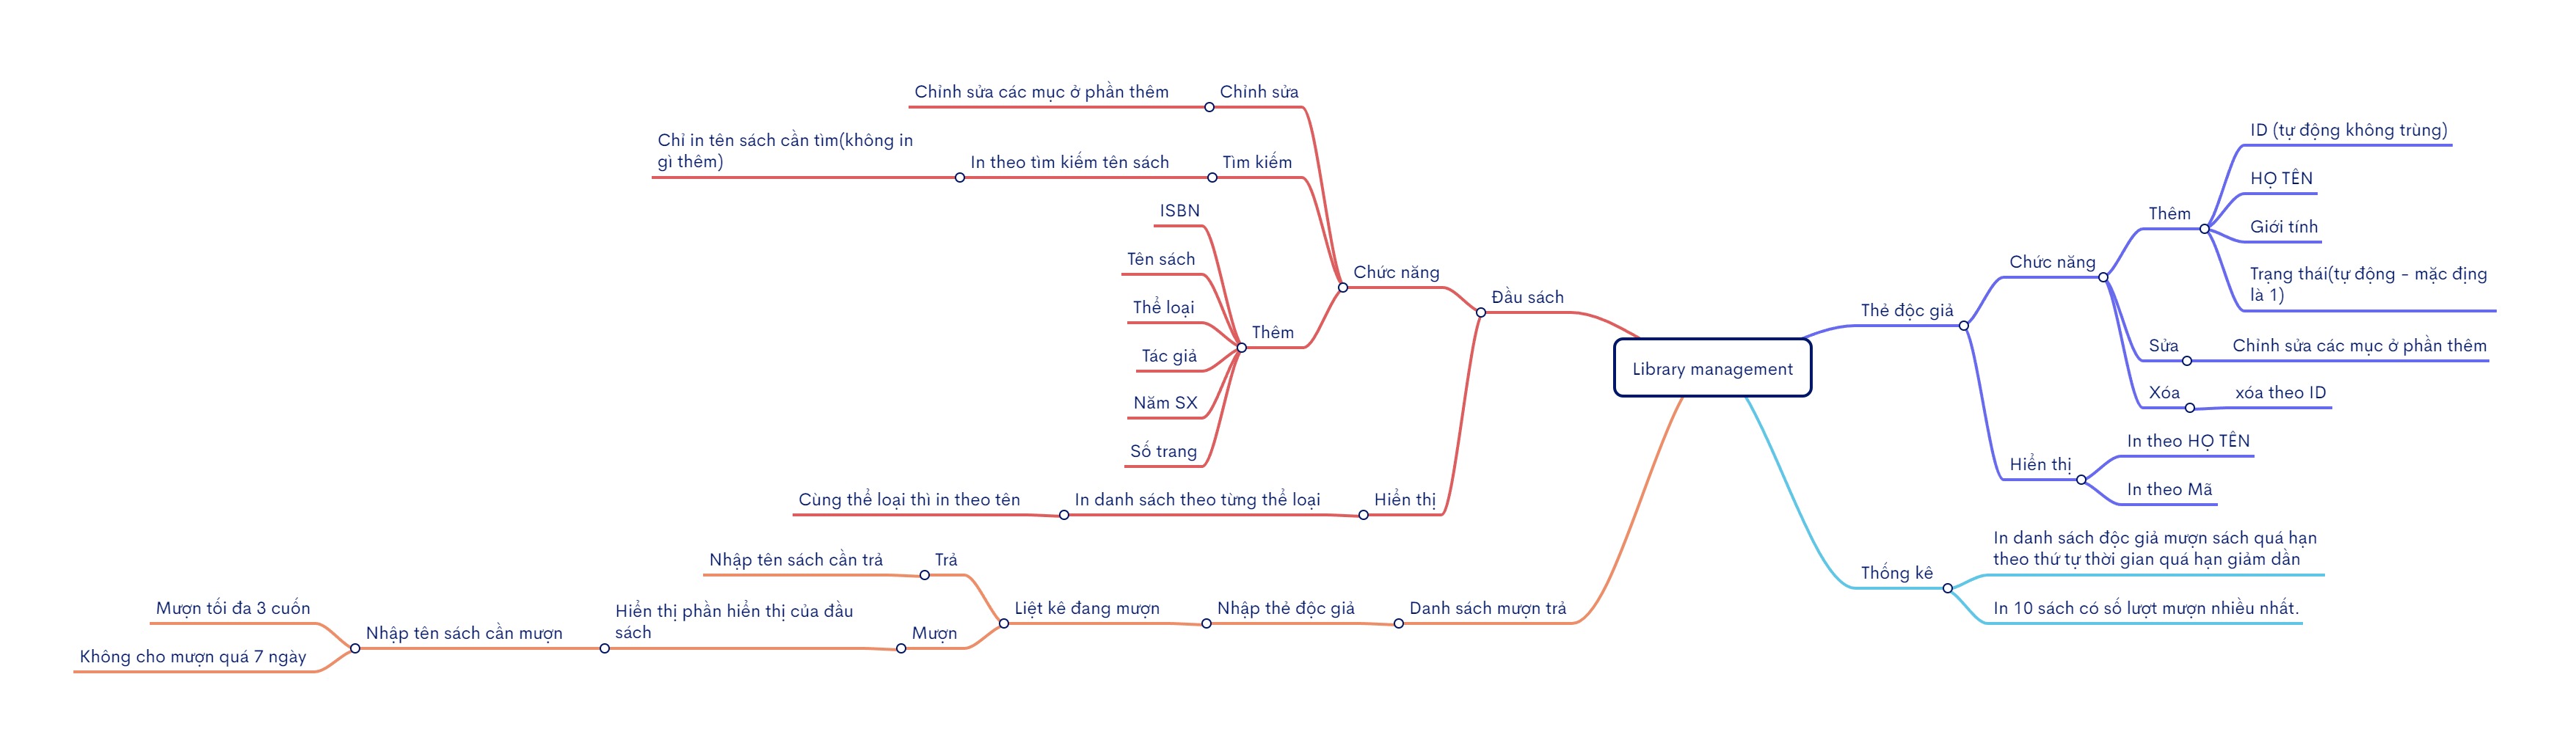 Library management
Đầu sách
Chức năng
Chỉnh sửa
Chỉnh sửa các mục ở phần thêm
Tìm kiếm
In theo tìm kiếm tên sách
Chỉ in tên sách cần tìm(không in
gì thêm)
Thêm
ISBN
Tên sách
Thể loại
Tác giả
Năm SX
Số trang
Hiển thị
In danh sách theo từng thể loại
Cùng thể loại thì in theo tên
Danh sách mượn trả
Nhập thẻ độc giả
Liệt kê đang mượn
Trả
Nhập tên sách cần trả
Mượn
Hiển thị phần hiển thị của đầu
sách
Nhập tên sách cần mượn
Mượn tối đa 3 cuốn
Không cho mượn quá 7 ngày
Thẻ độc giả
Chức năng
Thêm
ID (tự động không trùng)
HỌ TÊN
Giới tính
Trạng thái(tự động - mặc địng
là 1)
Sửa
Chỉnh sửa các mục ở phần thêm
Xóa
xóa theo ID
Hiển thị
In theo HỌ TÊN
In theo Mã
Thống kê
In danh sách độc giả mượn sách quá hạn
theo thứ tự thời gian quá hạn giảm dần
In 10 sách có số lượt mượn nhiều nhất.